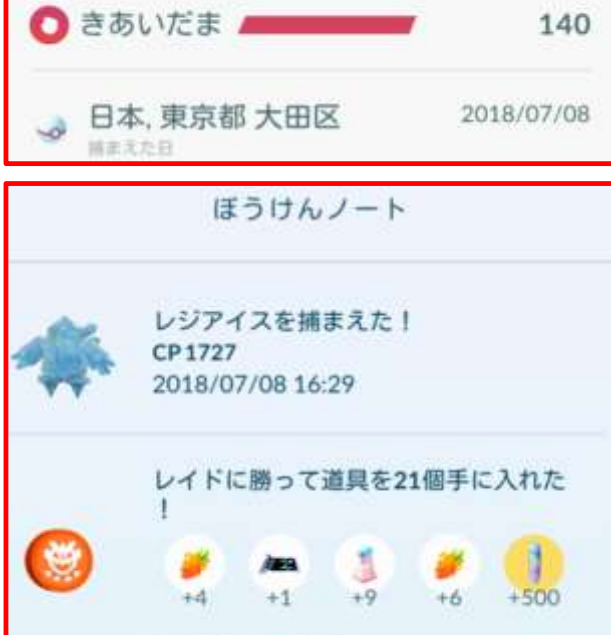 きあいだま 140
日本, 東京都 大田区 2018/07/08
捕まえた日
ぼうけんノート
レジアイスを捕まえた！
CP1727
2018/07/08 16:29
レイドに勝って道具を21個手に入れた
！
+4 +1 +9 +6 +500